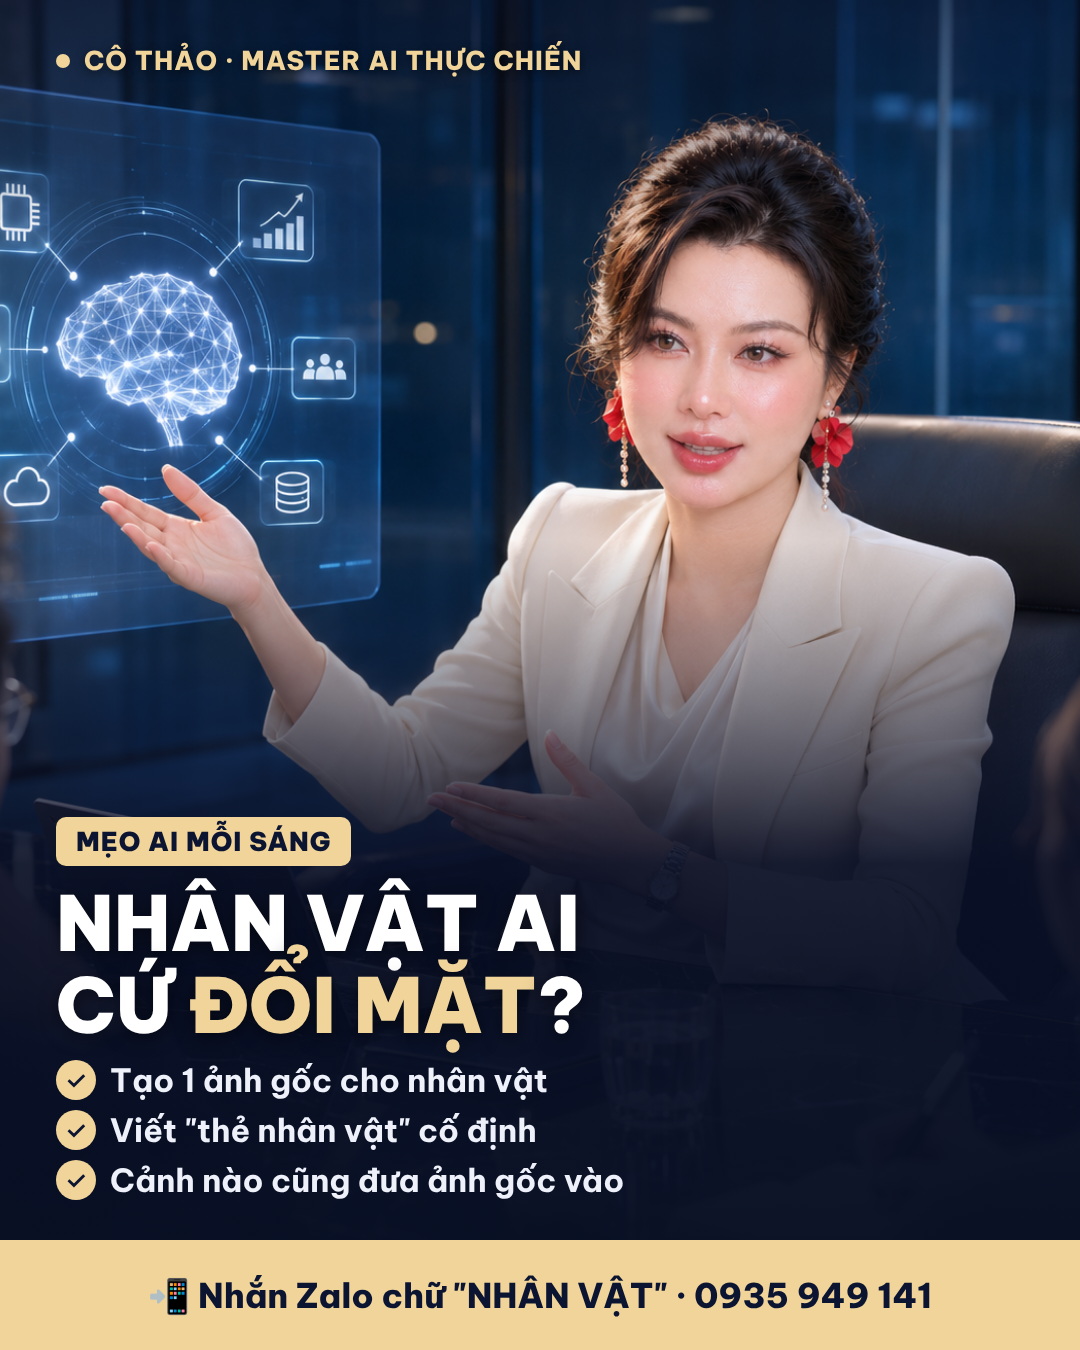 CÔ THẢO · MASTER AI THỰC CHIẾN
MẸO AI MỖI SÁNG
NHÂN VẬT AI
CỨ ĐỔI MẶT?
Tạo 1 ảnh gốc cho nhân vật
Viết "thẻ nhân vật" cố định
Cảnh nào cũng đưa ảnh gốc vào
Nhắn Zalo chữ "NHÂN VẬT" · 0935 949 141